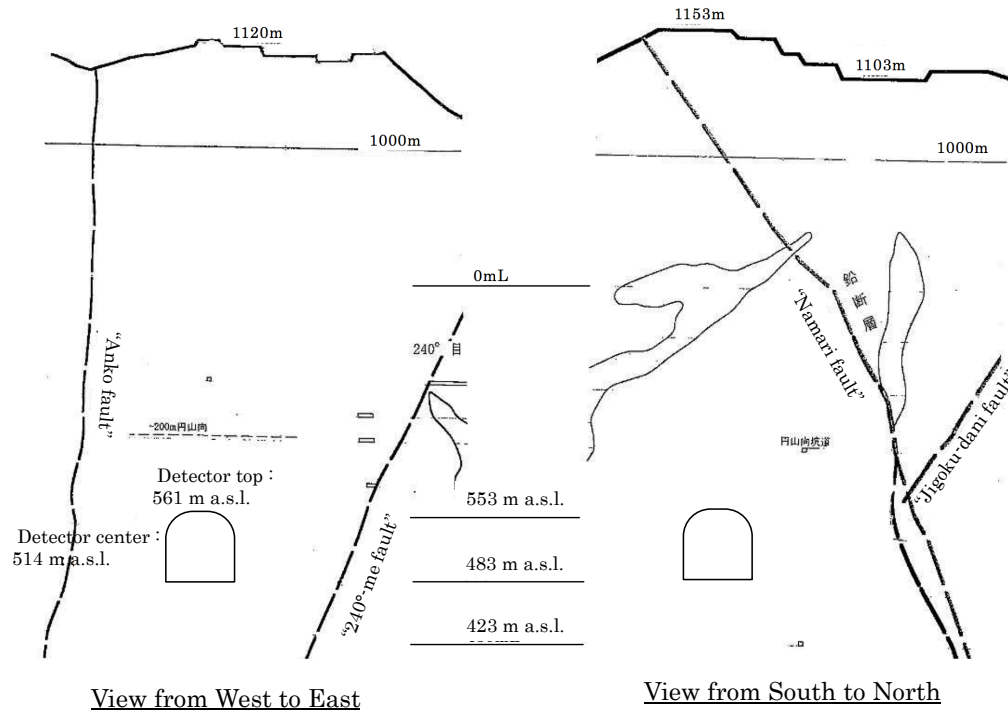 1120m
1000m
"Anko fault"
240° 目
-200m円山向
Detector top :
561 m a.s.l.
Detector center :
514 m a.s.l.
"240°-me fault"
0mL
553 m a.s.l.
483 m a.s.l.
423 m a.s.l.
View from West to East
1153m
1103m
1000m
鉛断層
"Namari fault"
"Jigoku-dani fault"
円山向坑道
View from South to North